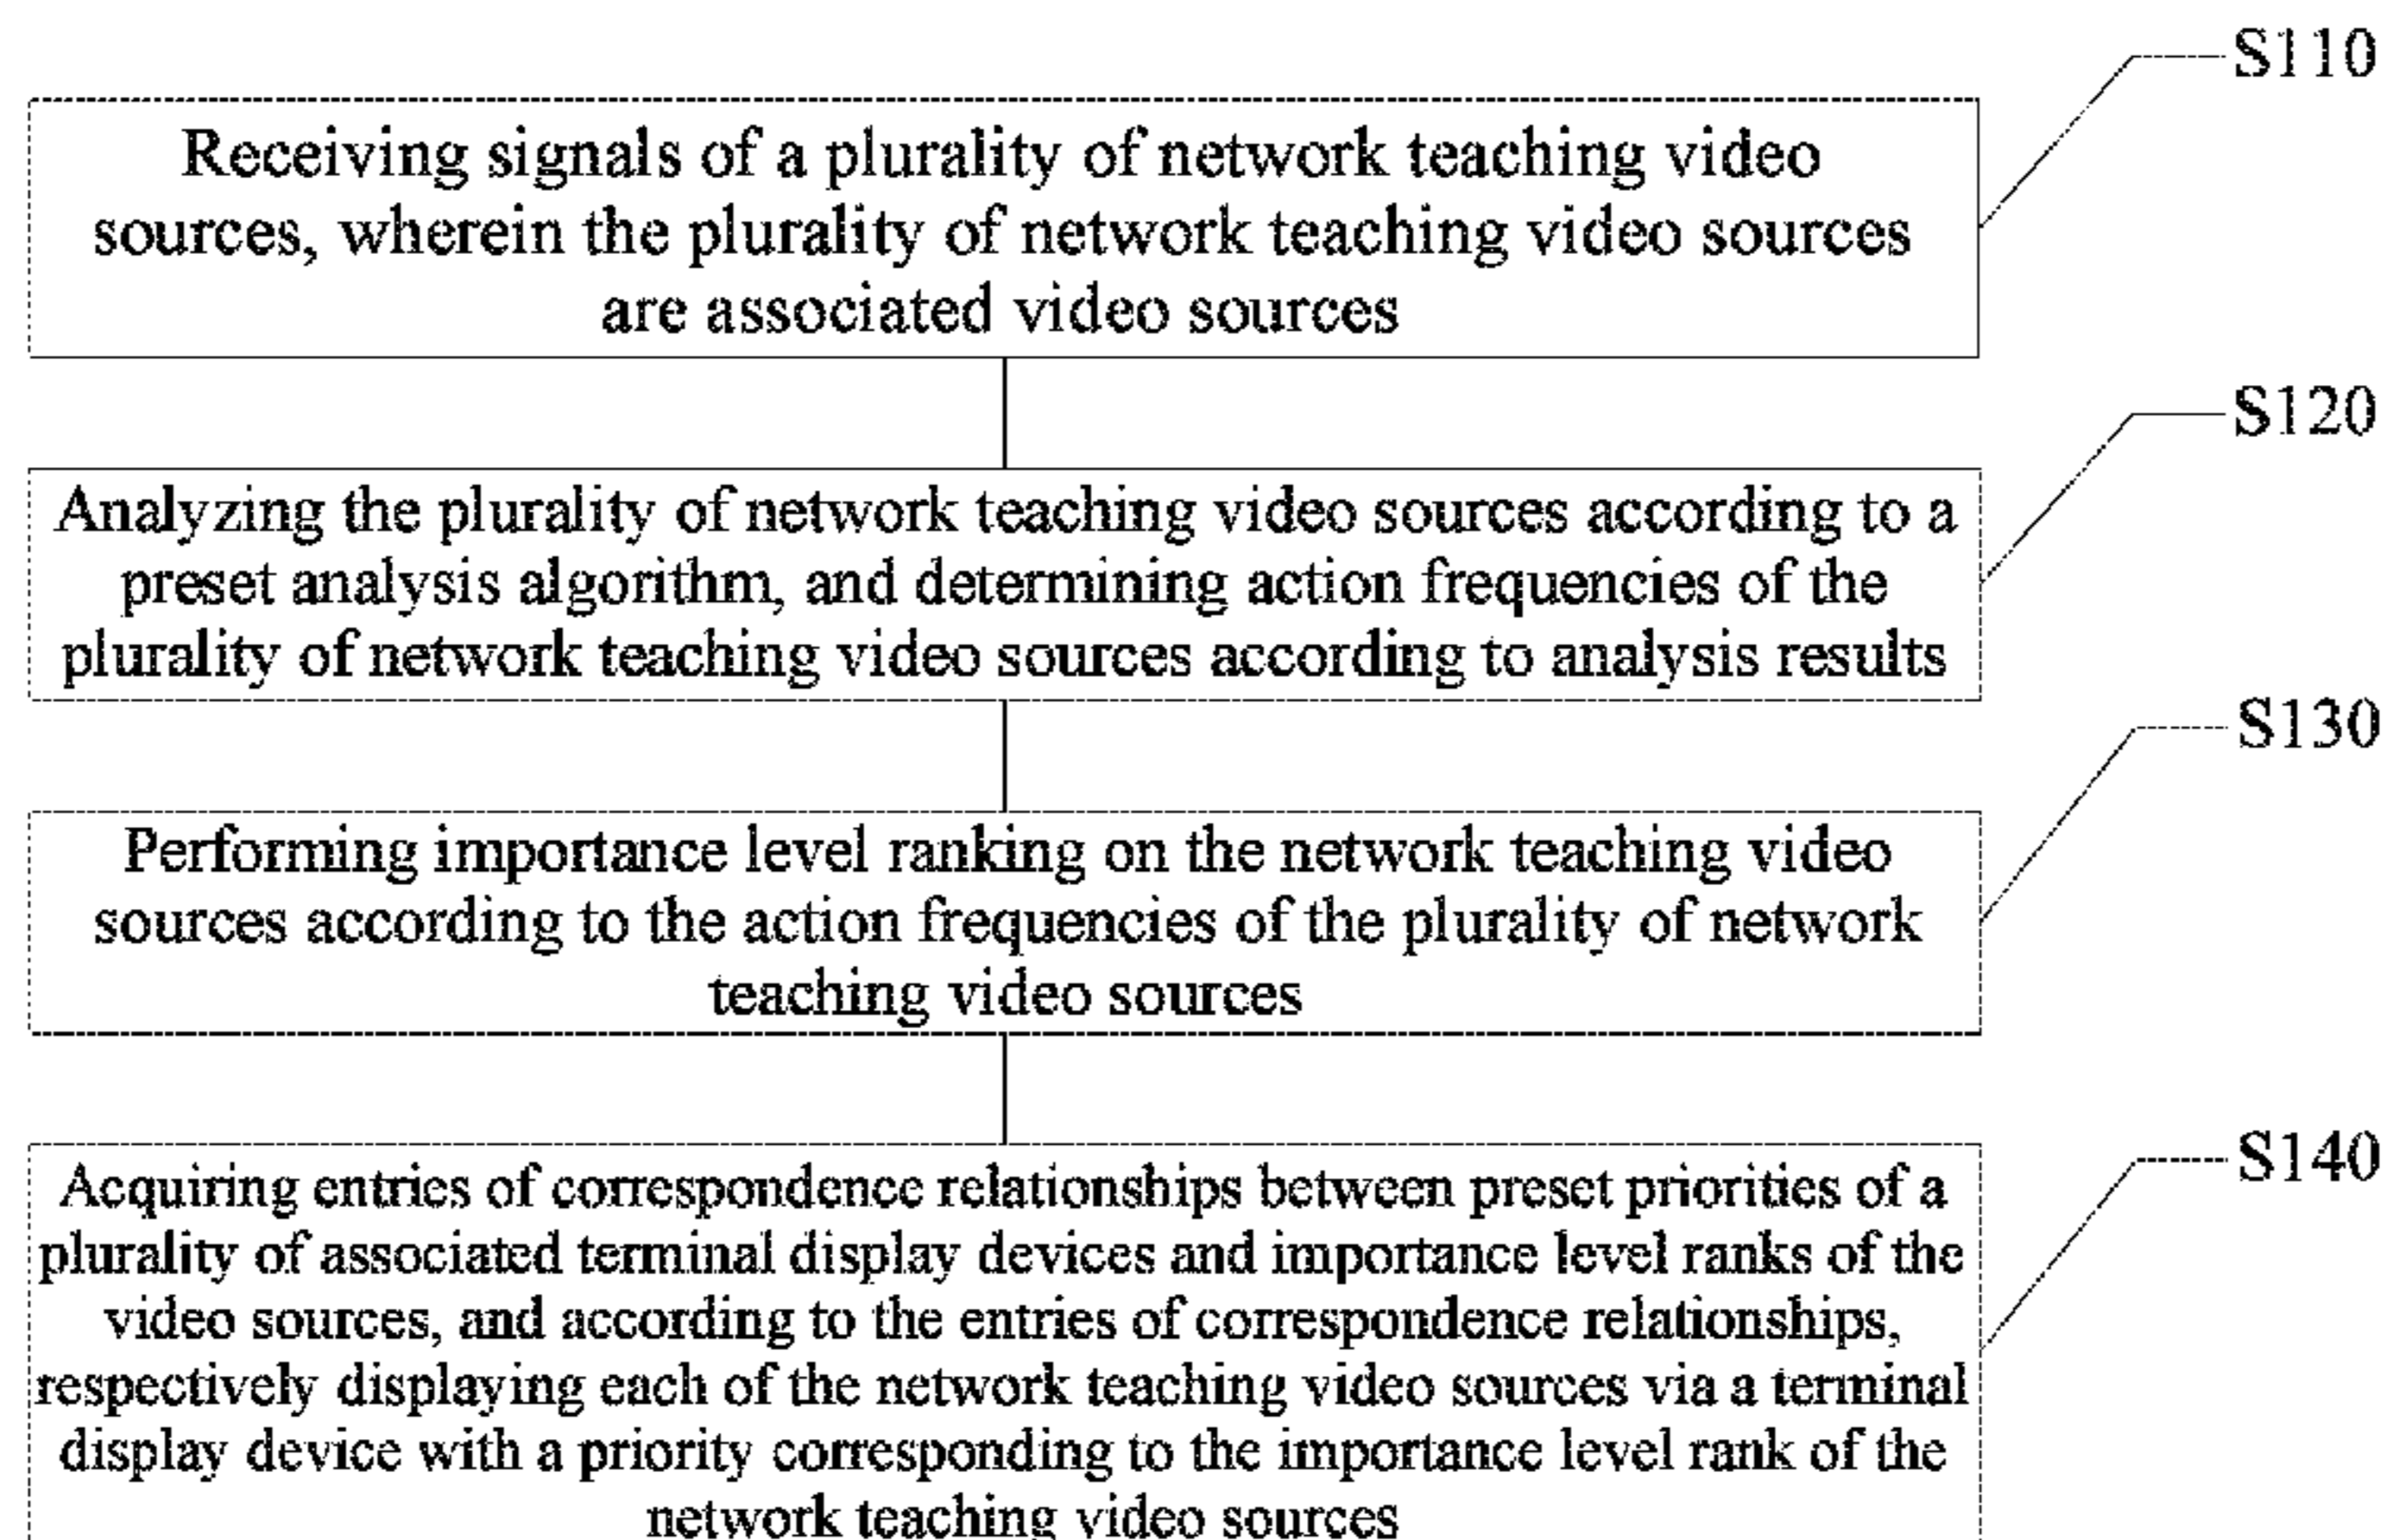 S110
Receiving signals of a plurality of network teaching video
sources, wherein the plurality of network teaching video sources
are associated video sources
S120
Analyzing the plurality of network teaching video sources according to a
preset analysis algorithm, and determining action frequencies of the
plurality of network teaching video sources according to analysis results
S130
Performing importance level ranking on the network teaching video
sources according to the action frequencies of the plurality of network
teaching video sources
S140
Acquiring entries of correspondence relationships between preset priorities of a
plurality of associated terminal display devices and importance level ranks of the
video sources, and according to the entries of correspondence relationships,
respectively displaying each of the network teaching video sources via a terminal
display device with a priority corresponding to the importance level rank of the
network teaching video sources